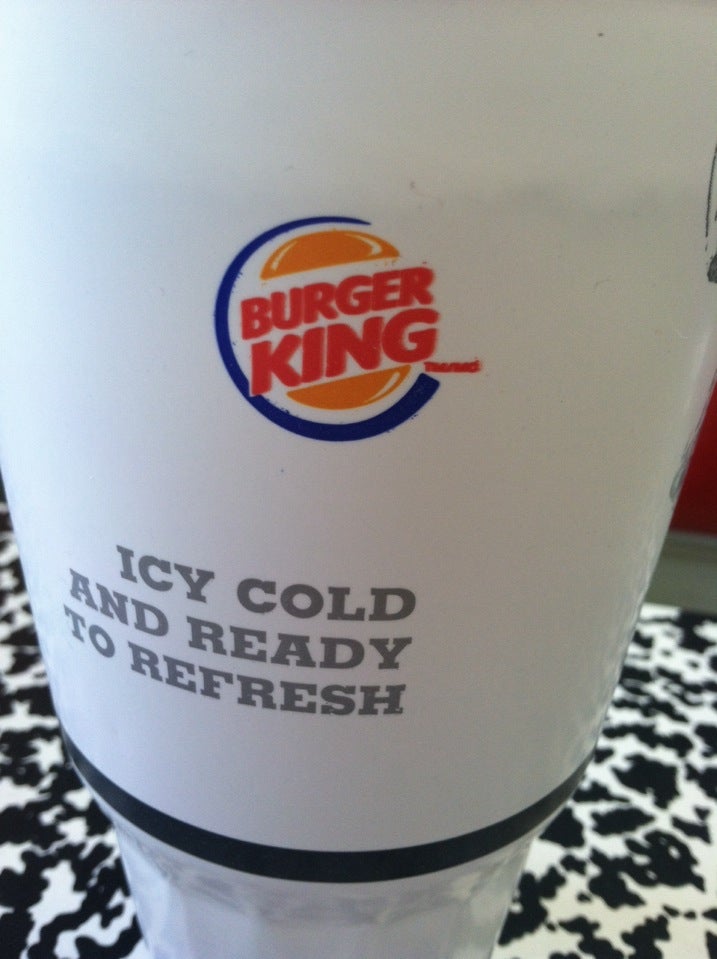 BURGER
KING
ICY COLD
AND READY
TO REFRESH